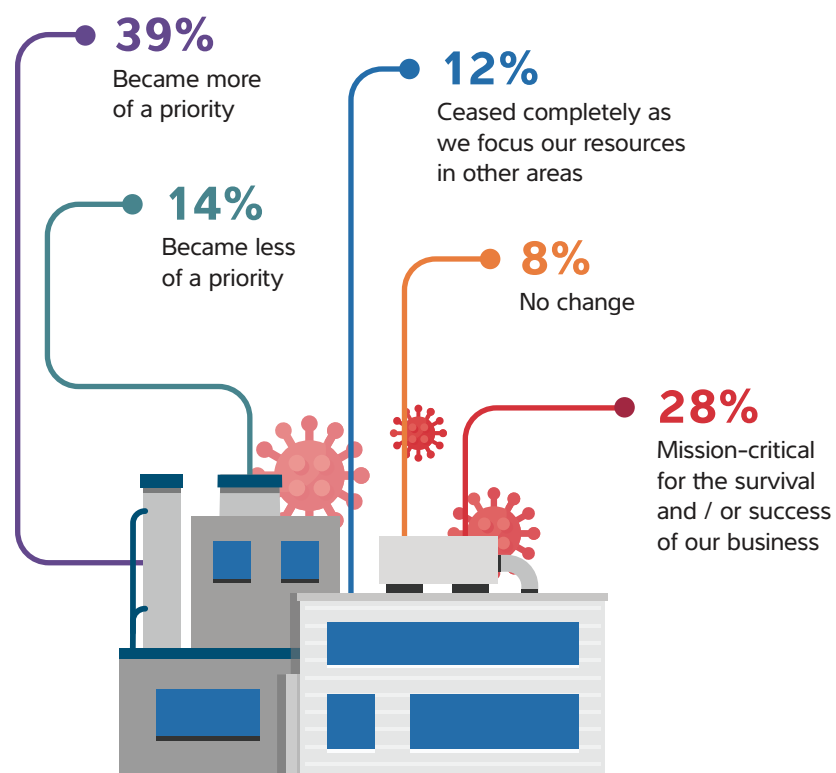 39%
Became more
of a priority
12%
Ceased completely as
we focus our resources
in other areas
14%
Became less
of a priority
8%
No change
28%
Mission-critical
for the survival
and / or success
of our business